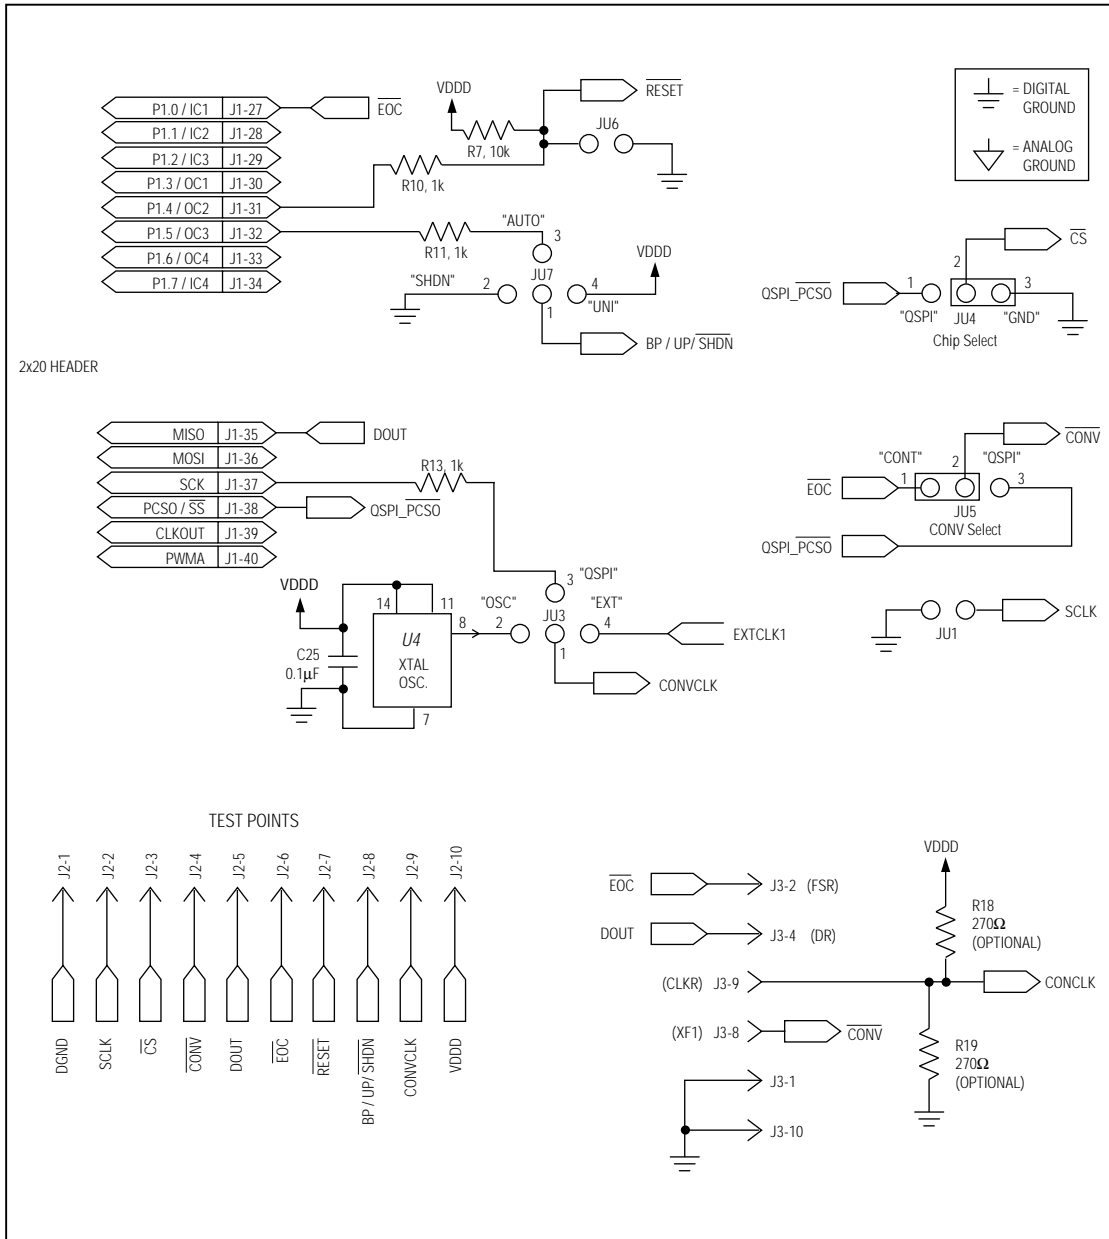 = DIGITAL
GROUND
= ANALOG
GROUND
P1.0 / IC1 J1-27
P1.1 / IC2 J1-28
P1.2 / IC3 J1-29
P1.3 / OC1 J1-30
P1.4 / OC2 J1-31
P1.5 / OC3 J1-32
P1.6 / OC4 J1-33
P1.7 / IC4 J1-34
EOC
VDDD
R7, 10k
R10, 1k
RESET
JU6
R11, 1k
"AUTO"
3
JU7
"SHDN" 2
4
"UNI"
VDDD
1
BP / UP/ SHDN
CS
2
QSPI_PCSO 1
3
"QSPI" JU4 "GND"
Chip Select
2x20 HEADER
MISO J1-35
MOSI J1-36
SCK J1-37
PCSO / SS J1-38
CLKOUT J1-39
PWMA J1-40
DOUT
R13, 1k
QSPI_PCSO
CONV
"CONT" 2 "QSPI"
EOC 1
3
JU5
CONV Select
QSPI_PCSO
VDDD
14 11
8
U4
XTAL
OSC.
7
C25
0.1µF
3 "QSPI"
"OSC" JU3 "EXT"
2 4
1
EXTCLK1
CONVCLK
JU1
SCLK
TEST POINTS
J2-1
J2-2
J2-3
J2-4
J2-5
J2-6
J2-7
J2-8
J2-9
J2-10
DGND
SCLK
CS
CONV
DOUT
EOC
RESET
BP / UP/ SHDN
CONVCLK
VDDD
EOC J3-2 (FSR)
DOUT J3-4 (DR)
(CLKR) J3-9
(XF1) J3-8 CONV
J3-1
J3-10
VDDD
R18
270Ω
(OPTIONAL)
CONCLK
R19
270Ω
(OPTIONAL)